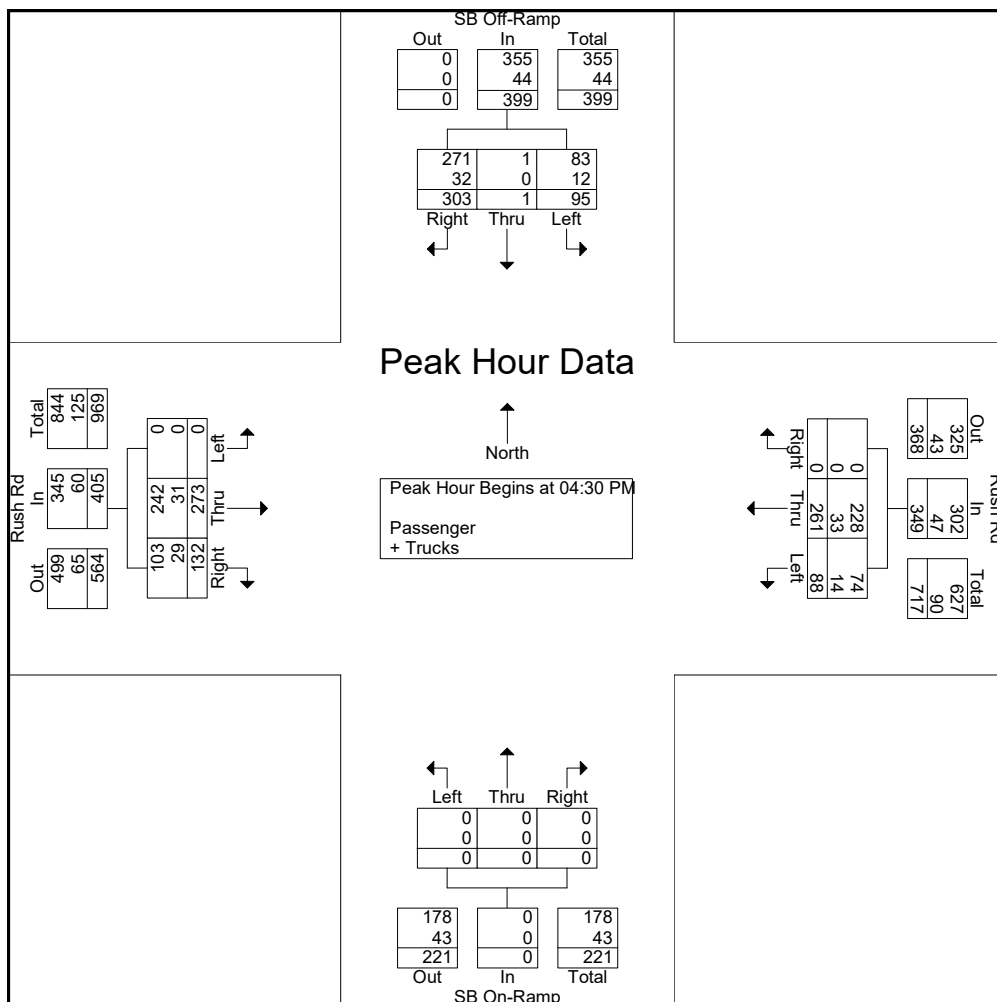 SB Off-Ramp
Out In Total
0 355 355
0 44 44
0 399 399
271 1 83
32 0 12
303 1 95
Right Thru Left
Peak Hour Data
North
Peak Hour Begins at 04:30 PM
Passenger
+ Trucks
Rush Rd
Out In Total
499 345 844
65 60 125
564 405 969
Right Thru Left
103 242 0
29 31 0
132 273 0
Rush Rd
Out In Total
325 302 627
43 47 90
368 349 717
Right Thru Left
0 228 74
0 33 14
0 261 88
Left Thru Right
0 0 0
0 0 0
0 0 0
178 0 178
43 0 43
221 0 221
Out In Total
SB On-Ramp